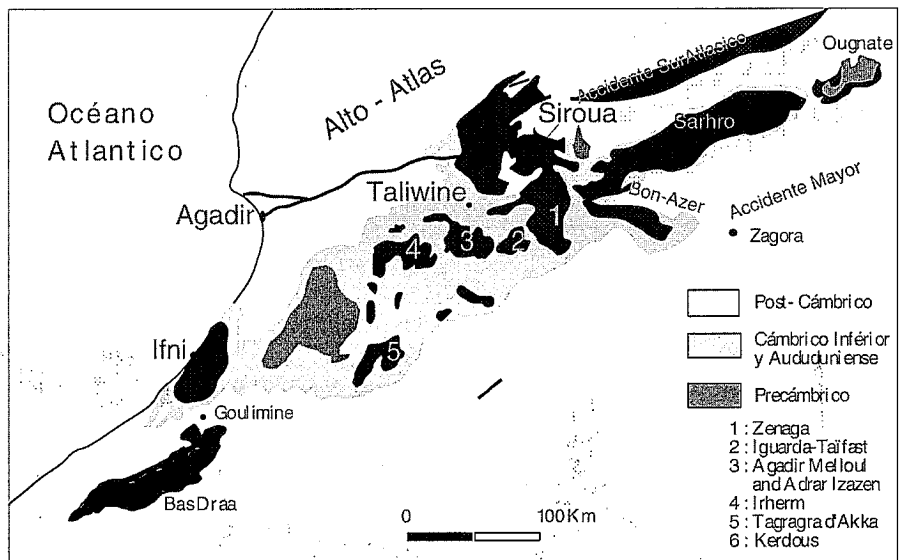 Océano
Atlantico
Alto - Atlas
Accidente SurAtlasico
Ougnate
Siroua
Sarhro
Taliwine
Agadir
Bon-Azer
Accidente Mayor
Zagora
1
2
3
4
5
Ifni
Goulimine
BasDraa
0 100Km
Post-Cámbrico
Cámbrico Inférior
y Aududuniense
Precámbrico
1 : Zenaga
2 : Iguarda-Taïfast
3 : Agadir Melloul
and Adrar Izazen
4 : Irherm
5 : Tagragra d'Akka
6 : Kerdous